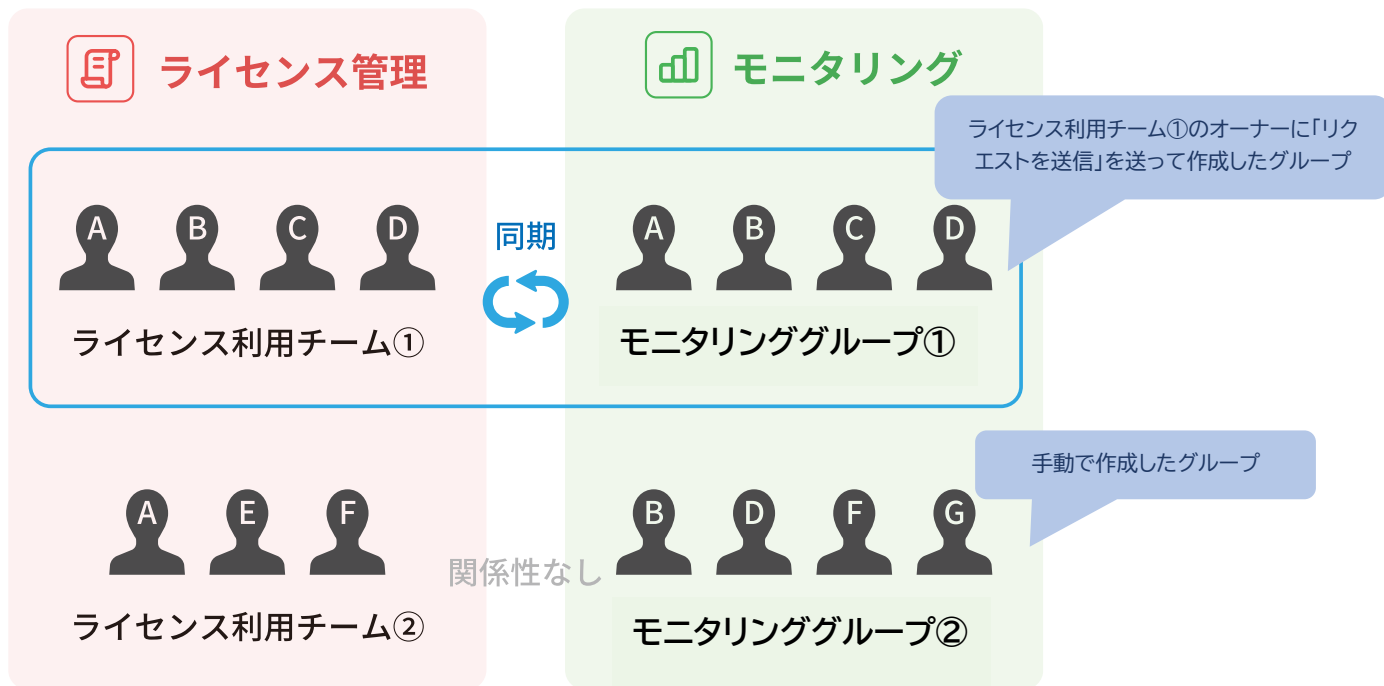 ライセンス管理
モニタリング
ライセンス利用チーム①のオーナーに「リク
エストを送信」を送って作成したグループ
A B C D
同期
A B C D
ライセンス利用チーム①
モニタリンググループ①
手動で作成したグループ
A E F
関係性なし
B D F G
ライセンス利用チーム②
モニタリンググループ②